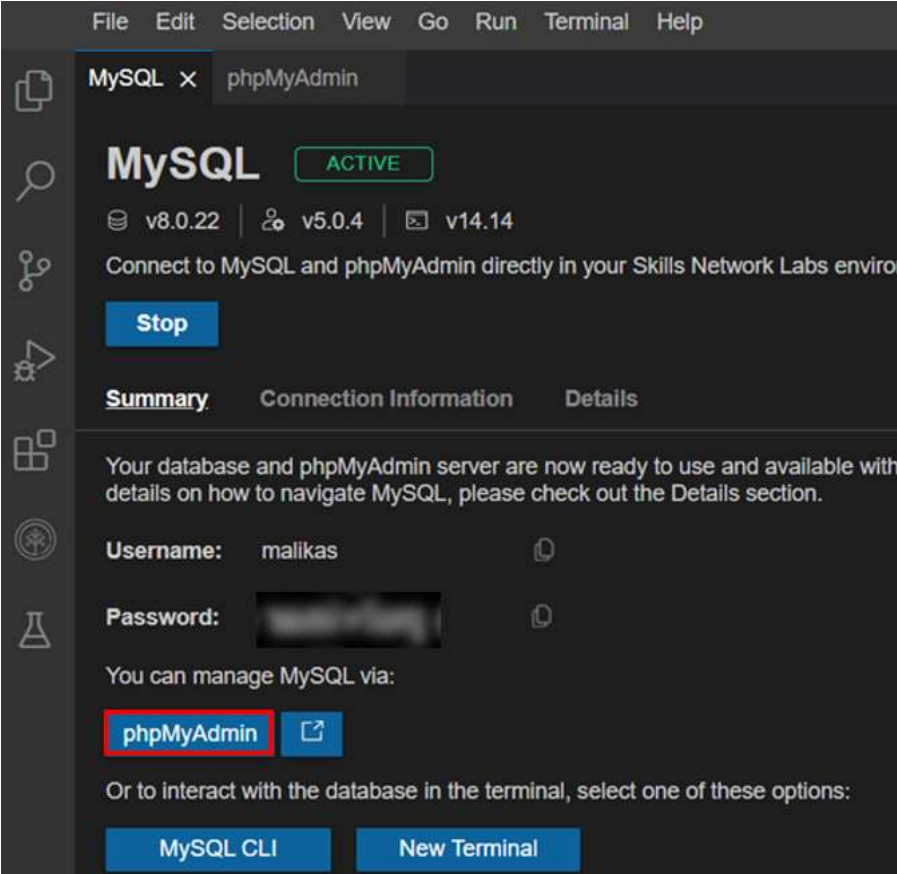 File Edit Selection View Go Run Terminal Help
MySQL × phpMyAdmin
MySQL ACTIVE
v8.0.22 v5.0.4 v14.14
Connect to MySQL and phpMyAdmin directly in your Skills Network Labs
Stop
Summary Connection Information Details
Your database and phpMyAdmin server are now ready to use and available with
details on how to navigate MySQL, please check out the Details section.
Username: malikas
Password:
You can manage MySQL via:
phpMyAdmin
Or to interact with the database in the terminal, select one of these options:
MySQL CLI New Terminal